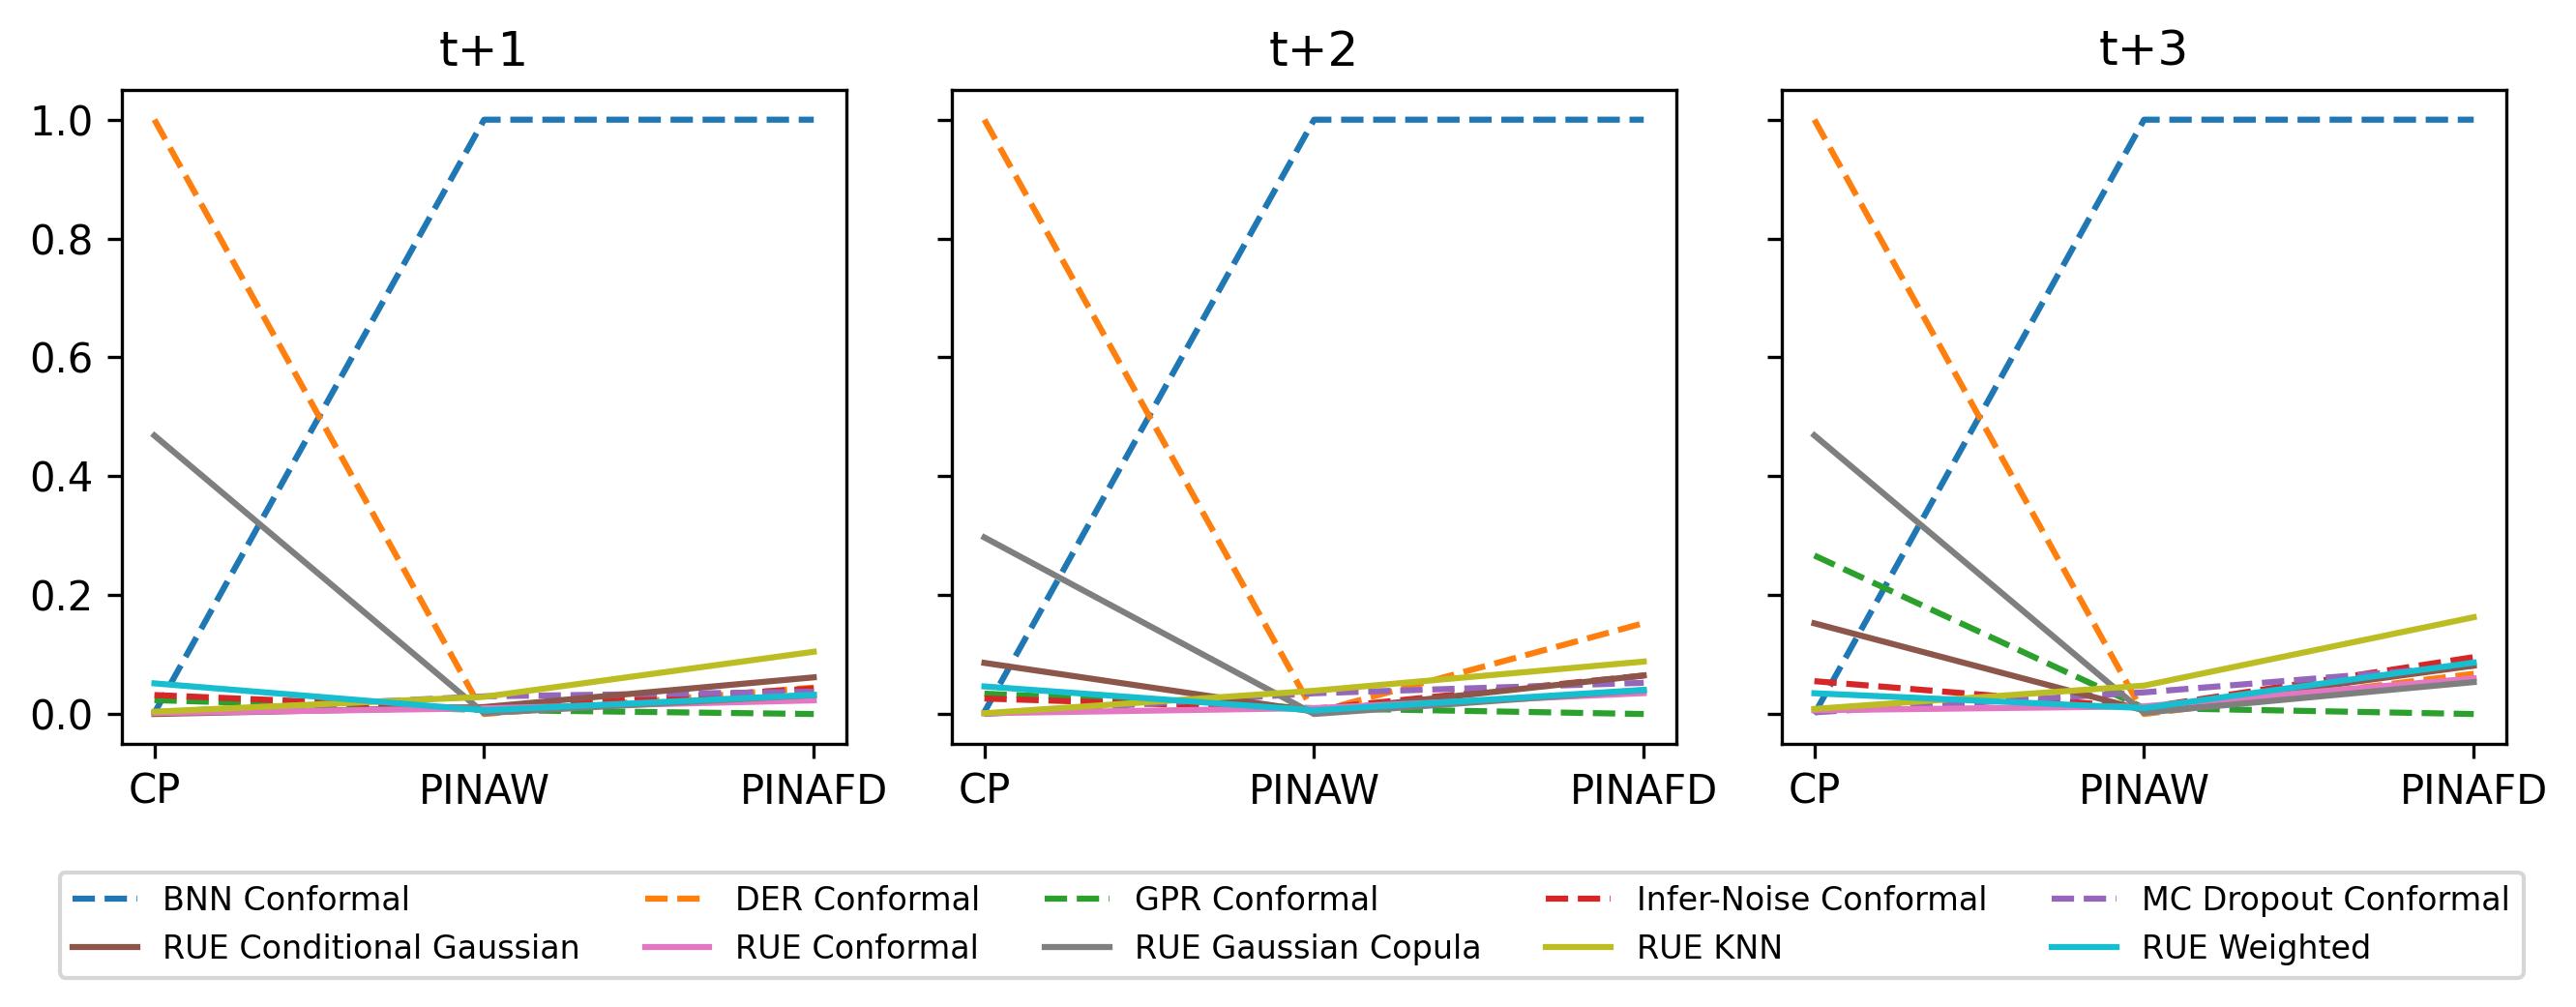 t+1 t+2 t+3
1.0
0.8
0.6
0.4
0.2
0.0
CP PINAW PINAFD CP PINAW PINAFD CP PINAW PINAFD
BNN Conformal DER Conformal GPR Conformal Infer-Noise Conformal MC Dropout Conformal
RUE Conditional Gaussian RUE Conformal RUE Gaussian Copula RUE KNN RUE Weighted